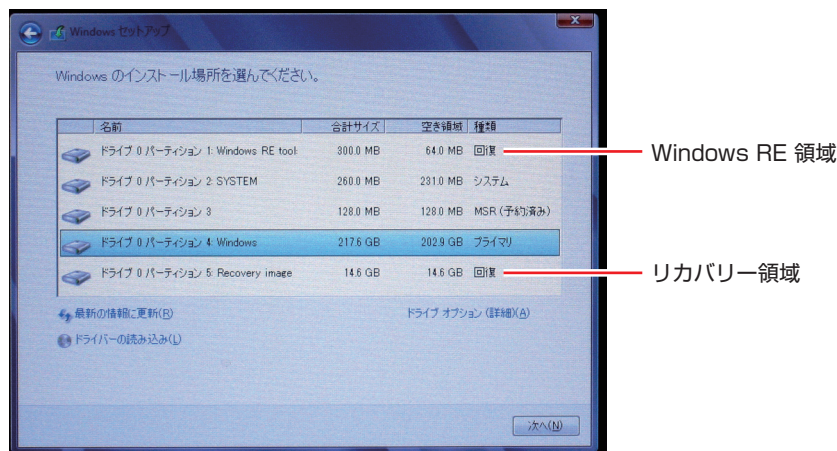 Windows セットアップ
Windows のインストール場所を選んでください。
名前 合計サイズ 空き領域 種類
ドライブ 0 パーティション 1: Windows RE tool 300.0 MB 64.0 MB 回復
Windows RE 領域
ドライブ 0 パーティション 2: SYSTEM 260.0 MB 231.0 MB システム
ドライブ 0 パーティション 3 128.0 MB 128.0 MB MSR (予約済み)
ドライブ 0 パーティション 4: Windows 217.6 GB 202.9 GB プライマリ
ドライブ 0 パーティション 5: Recovery image 14.6 GB 14.6 GB 回復
リカバリー領域
最新の情報に更新(R) ドライブ オプション (詳細)(A)
ドライバーの読み込み(L)
次へ(N)